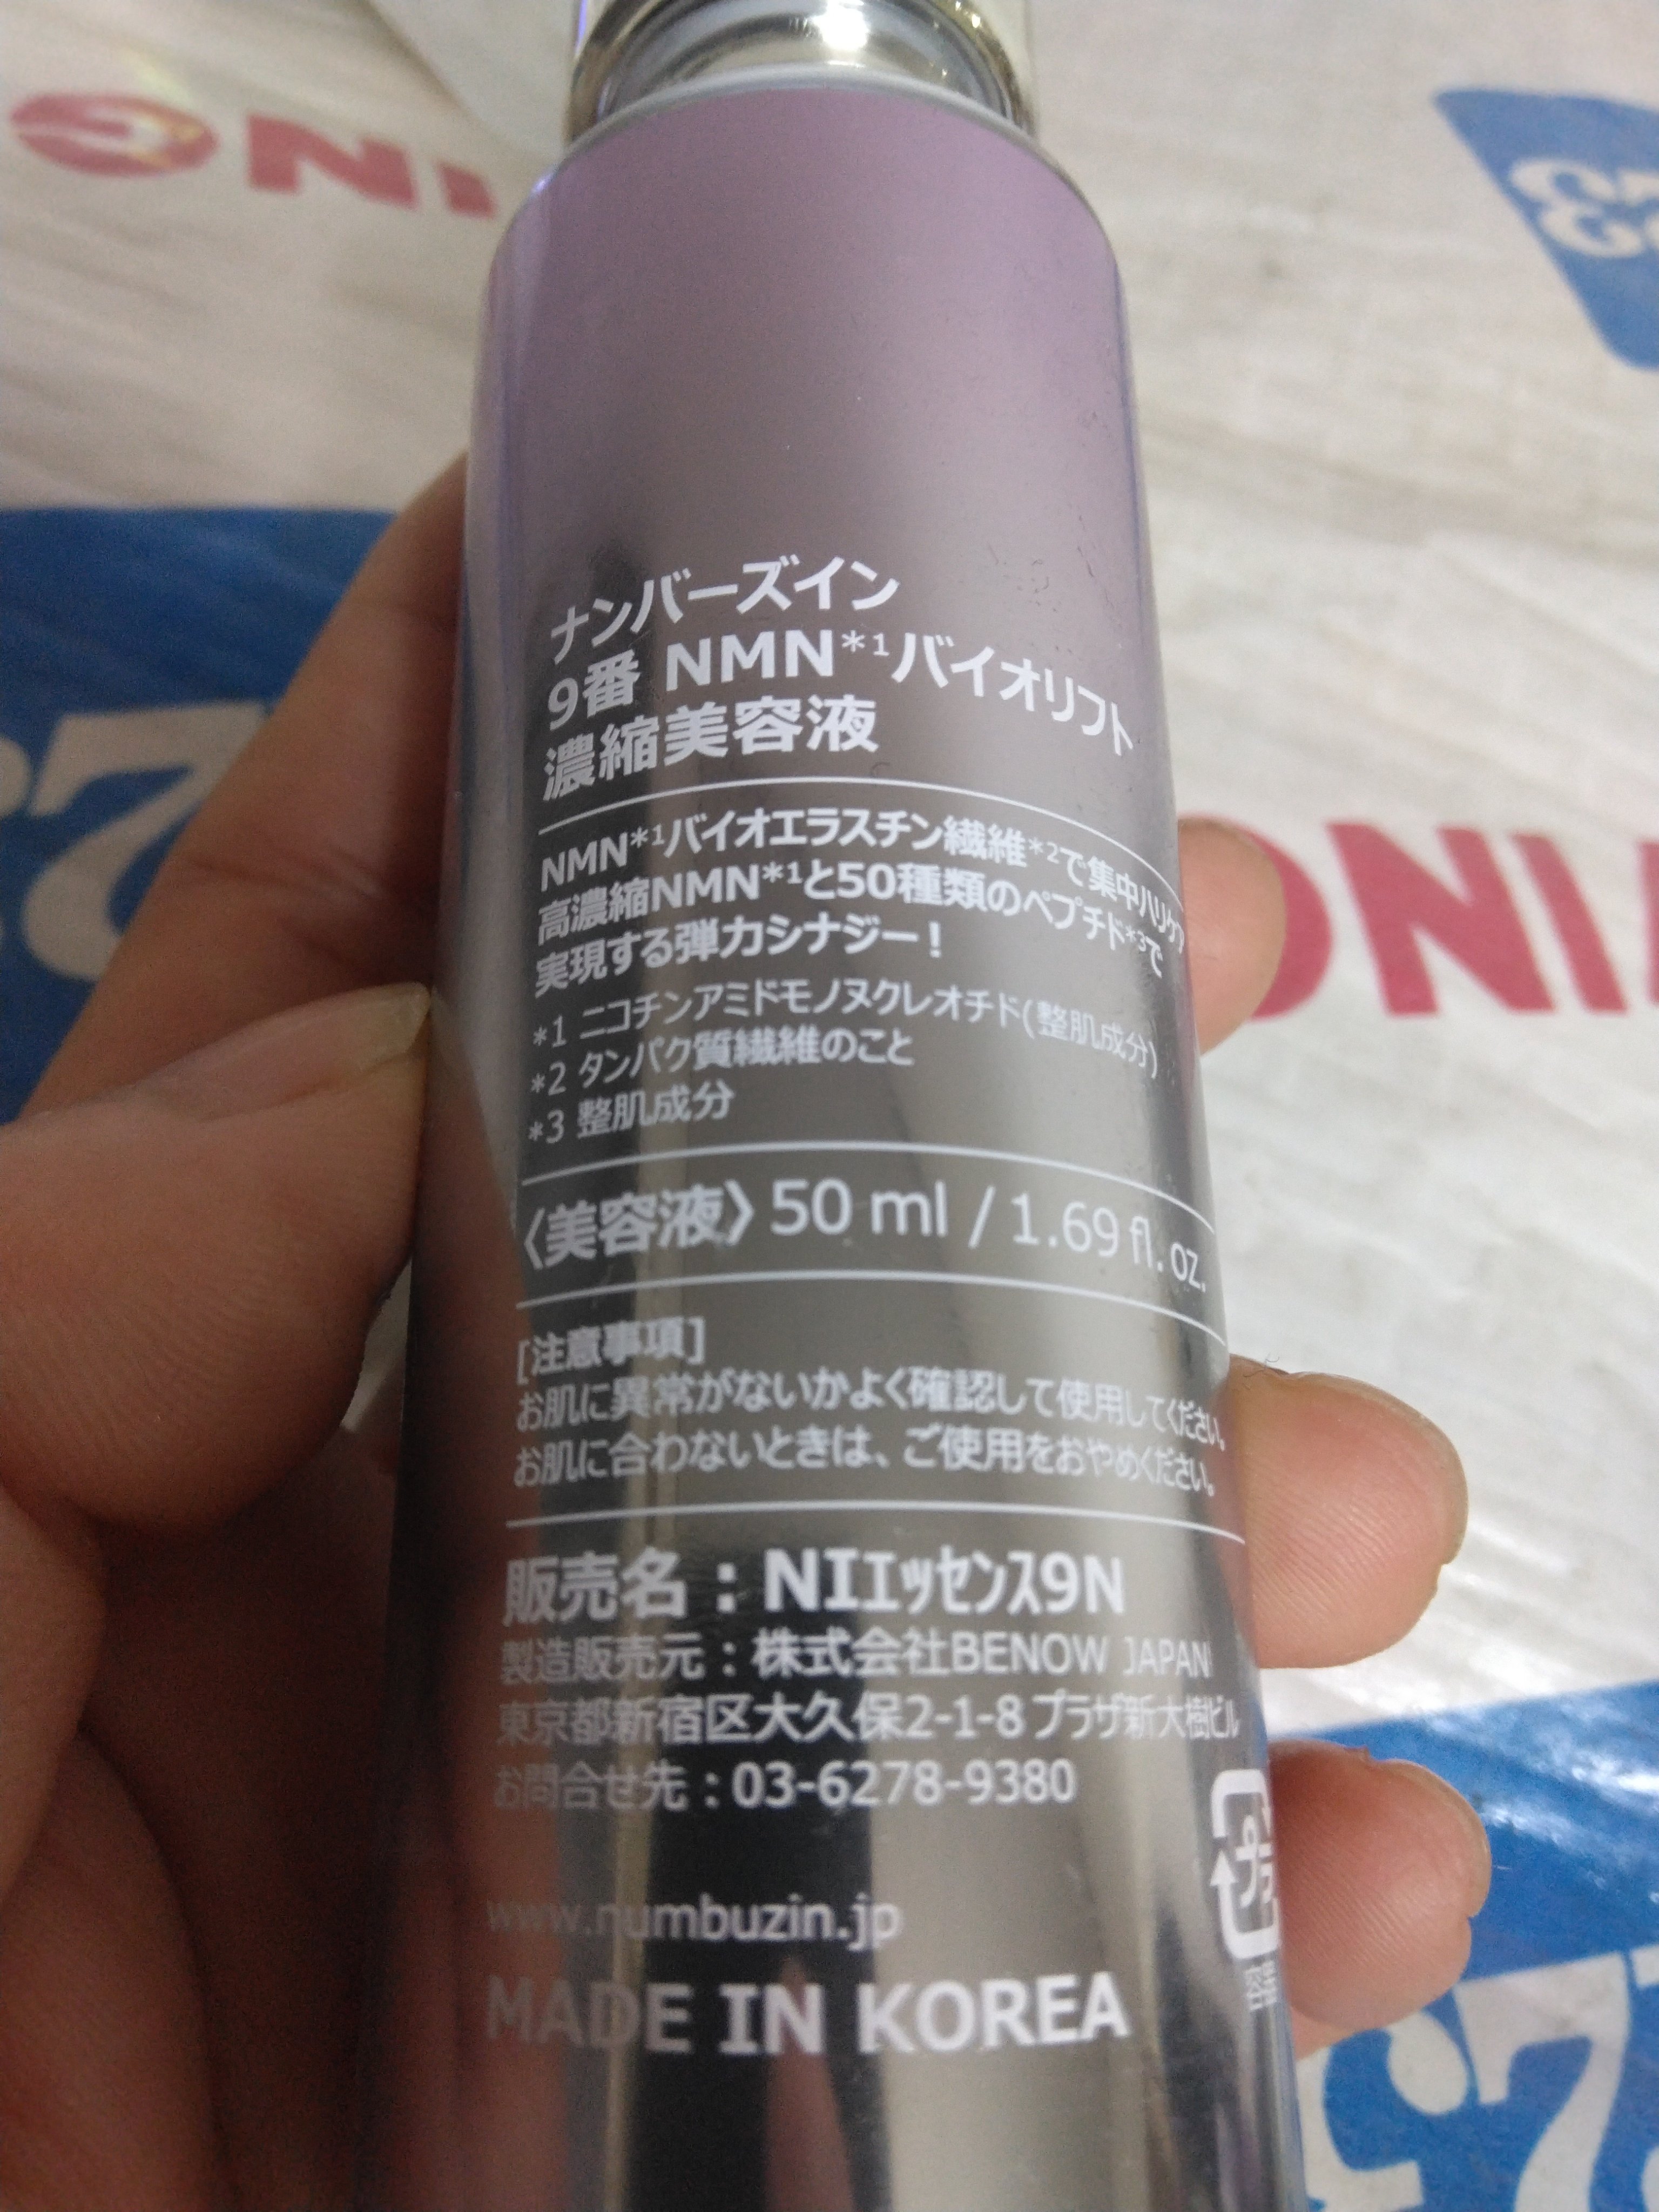 ナンバーズイン
9番 NMN*1バイオリフト
濃縮美容液
NMN*1バイオエラスチン繊維*2で集中ハリケア
高濃縮NMN*1と50種類のペプチド*3で
実現する弾力シナジー！
*1 ニコチンアミドモノヌクレオチド(整肌成分)
*2 タンパク質繊維のこと
*3 整肌成分
〈美容液〉50 ml / 1.69 fl. oz.
[注意事項]
お肌に異常がないかよく確認して使用してください。
お肌に合わないときは、ご使用をおやめください。
販売名：NIエッセンス9N
製造販売元：株式会社BENOW JAPAN
東京都新宿区大久保2-1-8 プラザ新大樹ビル
お問合せ先：03-6278-9380
プラ
容器
www.numbuzin.jp
MADE IN KOREA